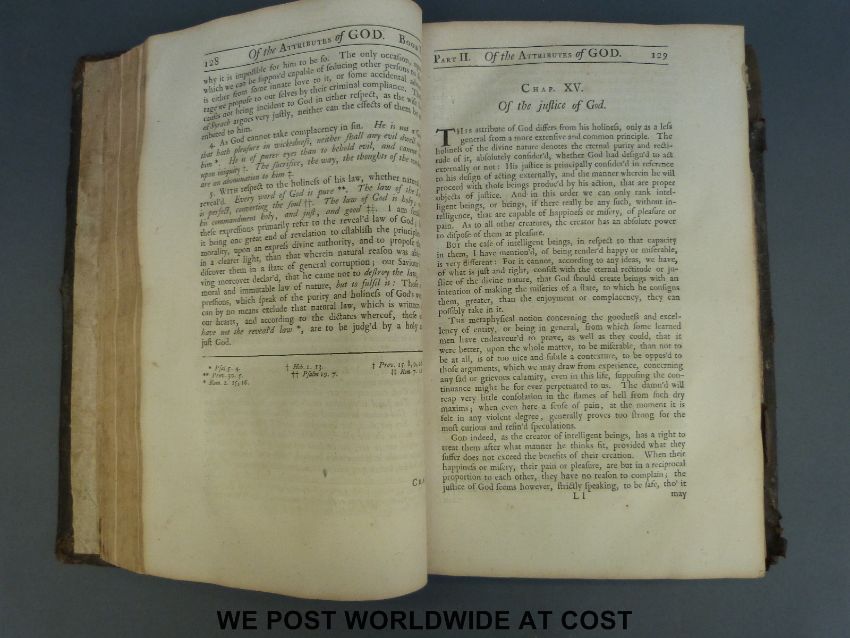 128 Of the ATTRIBUTES of GOD. BOOK
why it is impossible for him to be so. The only occasion,
which we can be suppos'd capable of seducing other persons to
is either from some innate love to it, or some accidental
tage we propose to our selves by their criminal compliance.
causes not being incident to God in either respect, as the
of Syrach argues very justly, neither can the effects of them be
tributed to him.
4. As God cannot take complacency in sin. He is not a
that hath pleasure in wickedness, neither shall any evil dwell
him *. He is of purer eyes than to behold evil, and cannot
upon iniquity †. The sacrifice, the way, the thoughts of the
are an abomination to him ‡.
5. WITH respect to the holiness of his law, whether natural
reveal'd. Every word of God is pure **. The law of the
is perfect, converting the soul ††. The law of God is holy,
his commandment holy, and just, and good ‡‡. I am
these expressions primarily refer to the reveal'd law of God;
it being one great end of revelation to establish the principles
morality, upon an express divine authority, and to propose
in a clearer light, than that wherein natural reason was
discover them in a state of general corruption; our Saviour
ving moreover declar'd, that he came not to destroy the law,
moral and immutable law of nature, but to fulfil it: Those
pressions, which speak of the purity and holiness of God's
can by no means exclude that natural law, which is written
our hearts, and according to the dictates whereof, these
have not the reveal'd law *, are to be judg'd by a holy
just God.
* Psal. 5. 4. † Hab. 1. 13. ‡ Prov. 15. 8, 9,
** Prov. 30. 5. †† Psalm 19. 7. ‡‡ Rom 7.
* Rom. 2. 15, 16.
PART II. Of the ATTRIBUTES of GOD. 129
CHAP. XV.
Of the justice of God.
THIS attribute of God differs from his holiness, only as a less
general from a more extensive and common principle. The
holiness of the divine nature denotes the eternal purity and recti-
tude of it, absolutely consider'd, whether God had design'd to act
externally or not: His justice is principally consider'd in reference
to his design of acting externally, and the manner wherein he will
proceed with those beings produc'd by his action, that are proper
objects of justice. And in this order we can only rank intel-
ligent beings, or beings, if there really be any such, without in-
telligence, that are capable of happiness or misery, of pleasure or
pain. As to all other creatures, the creator has an absolute power
to dispose of them at pleasure.
BUT the case of intelligent beings, in respect to that capacity
in them, I have mention'd, of being render'd happy or miserable,
is very different: For it cannot, according to any ideas, we have,
of what is just and right, consist with the eternal rectitude or ju-
stice of the divine nature, that God should create beings with an
intention of making the miseries of a state, to which he consigns
them, greater, than the enjoyment or complacency, they can
possibly take in it.
THE metaphysical notion concerning the goodness and excel-
lency of entity, or being in general, from which some learned
men have endeavour'd to prove, as well as they could, that it
were better, upon the whole matter, to be miserable, than not to
be at all, is of too nice and subtle a contexture, to be oppos'd to
those arguments, which we may draw from experience, concerning
any sad or grievous calamity, even in this life, supposing the con-
tinuance might be for ever perpetuated to us. The damn'd will
reap very little consolation in the flames of hell from such dry
maxims; when even here a sense of pain, at the moment it is
felt in any violent degree, generally proves too strong for the
most curious and refin'd speculations.
GOD indeed, as the creator of intelligent beings, has a right to
treat them after what manner he thinks fit, provided what they
suffer does not exceed the benefits of their creation. When their
happiness or misery, their pain or pleasure, are but in a reciprocal
proportion to each other, they have no reason to complain; the
justice of God seems however, strictly speaking, to be safe, tho' it
L l may
WE POST WORLDWIDE AT COST